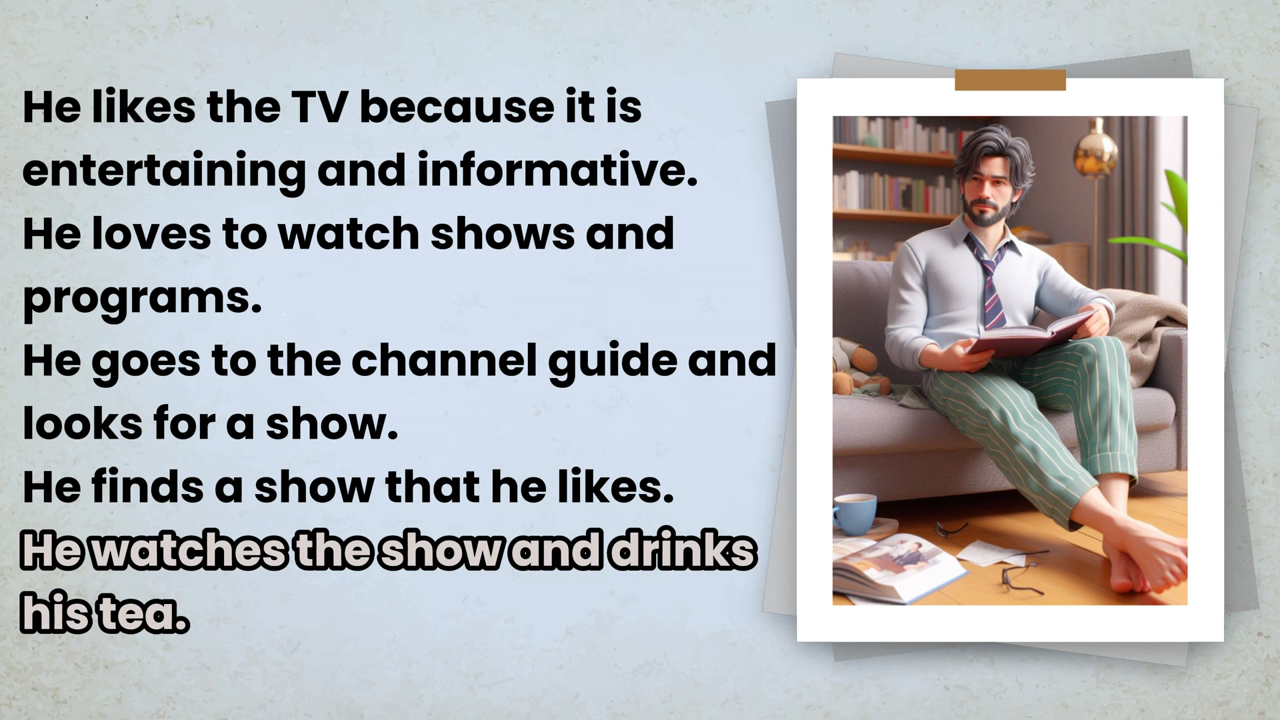 He likes the TV because it is
entertaining and informative.
He loves to watch shows and
programs.
He goes to the channel guide and
looks for a show.
He finds a show that he likes.
He watches the show and drinks
his tea.